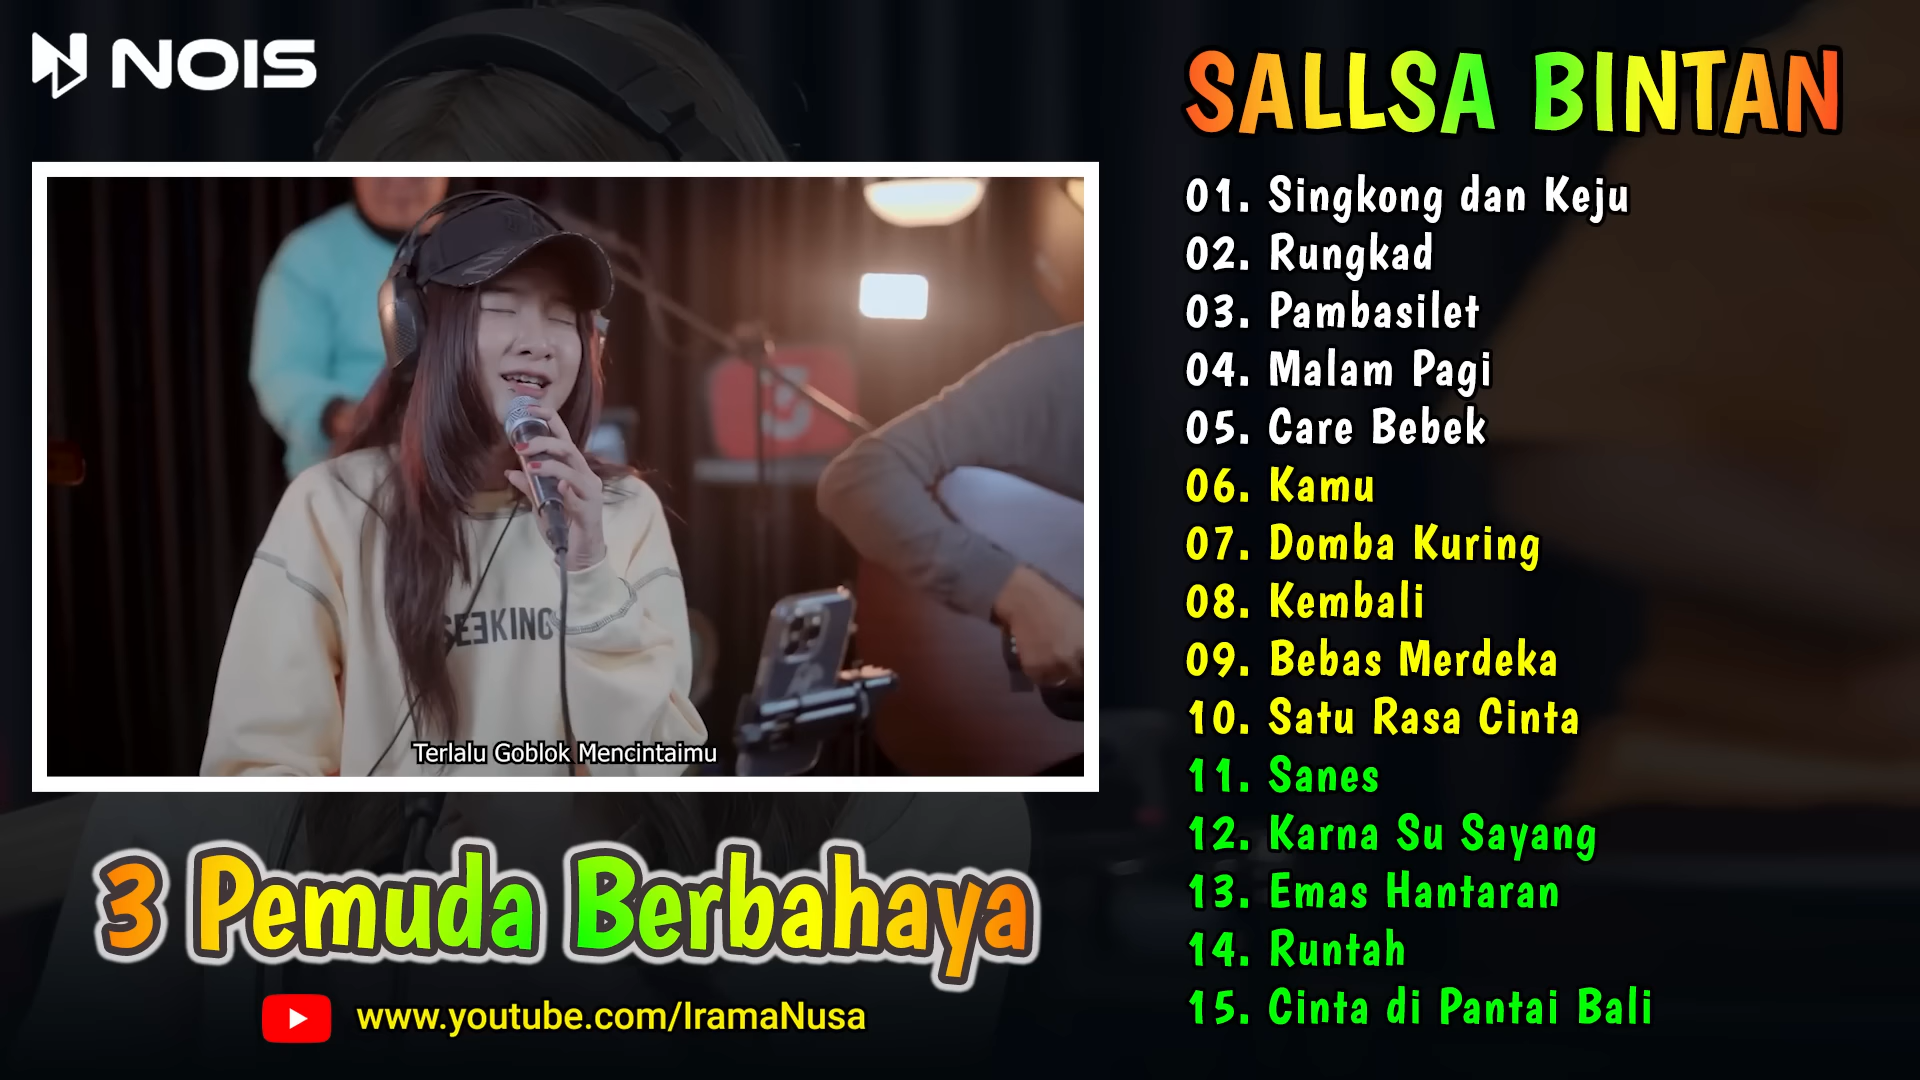 NOIS
SALLSA BINTAN
SEEKING
Terlalu Goblok Mencintaimu
3 Pemuda Berbahaya
www.youtube.com/IramaNusa
01. Singkong dan Keju
02. Rungkad
03. Pambasilet
04. Malam Pagi
05. Care Bebek
06. Kamu
07. Domba Kuring
08. Kembali
09. Bebas Merdeka
10. Satu Rasa Cinta
11. Sanes
12. Karna Su Sayang
13. Emas Hantaran
14. Runtah
15. Cinta di Pantai Bali